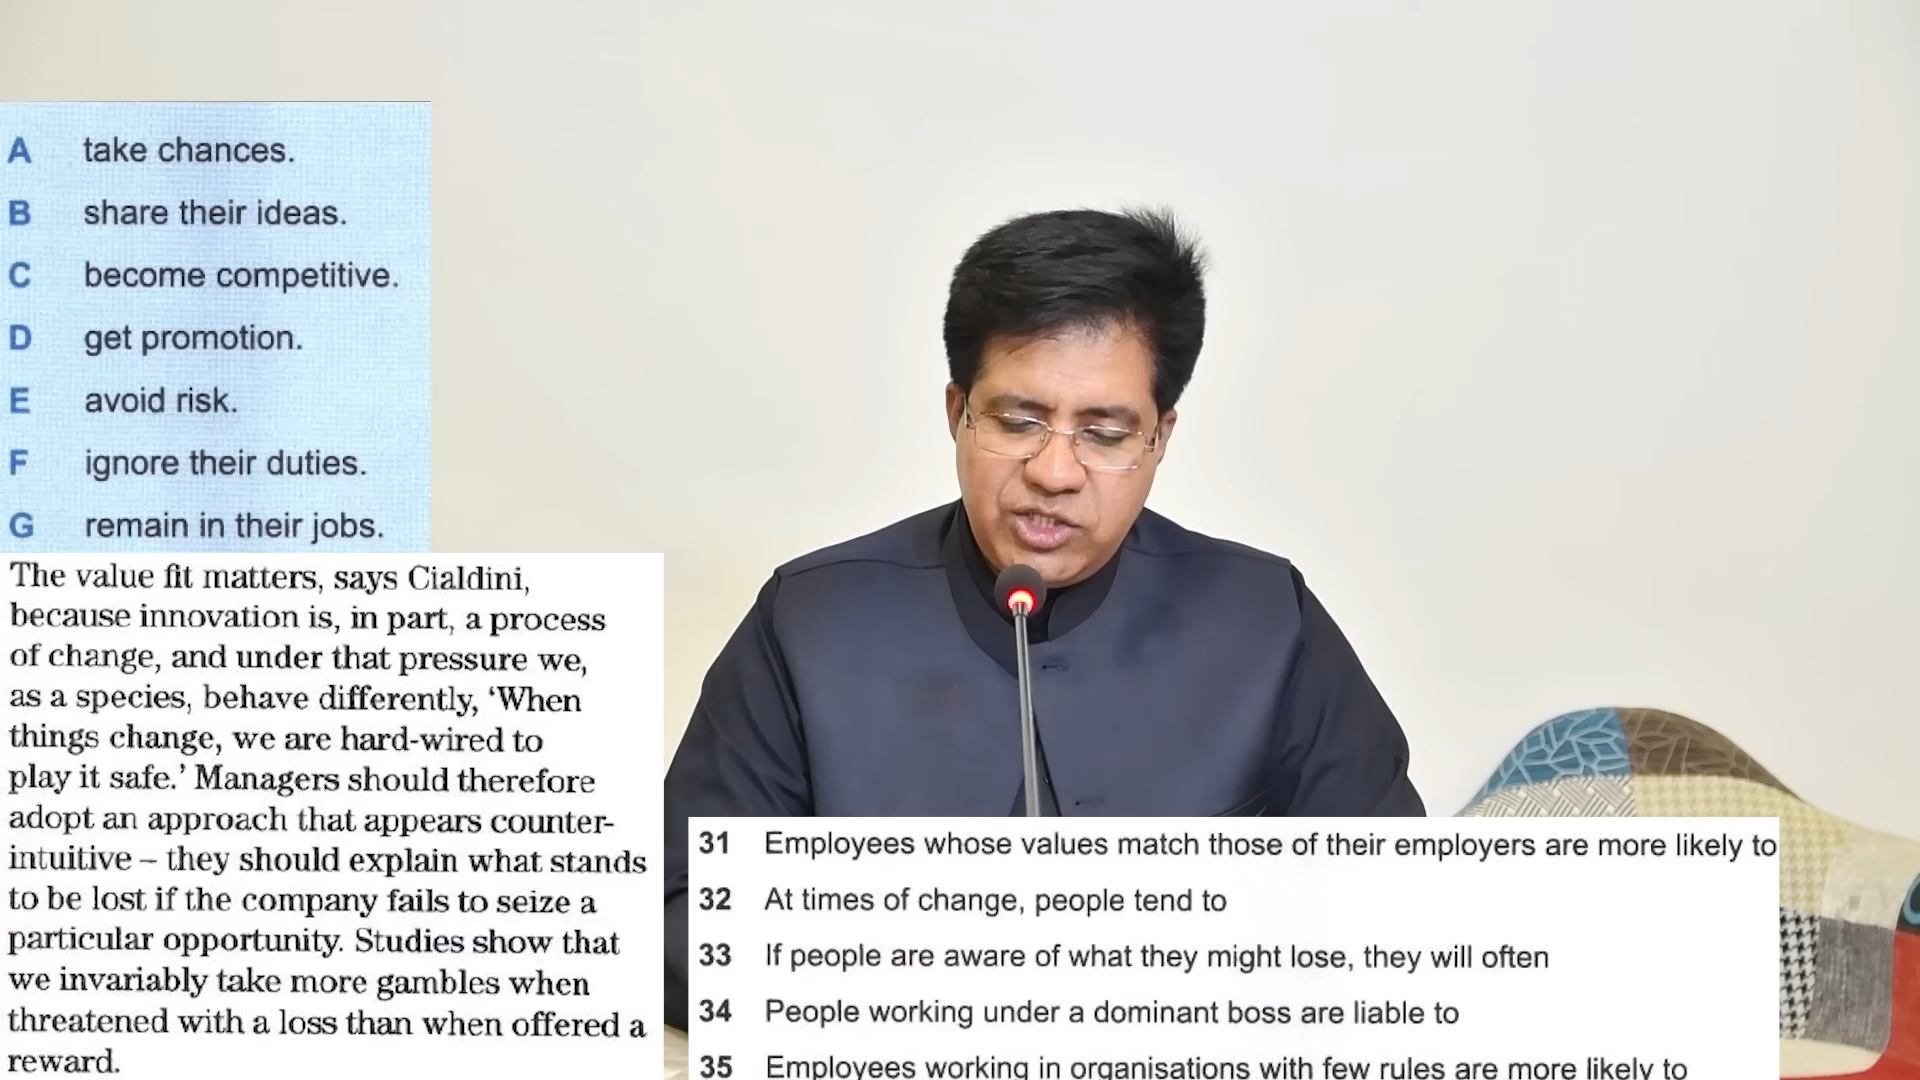 A take chances.
B share their ideas.
C become competitive.
D get promotion.
E avoid risk.
F ignore their duties.
G remain in their jobs.
The value fit matters, says Cialdini,
because innovation is, in part, a process
of change, and under that pressure we,
as a species, behave differently, ‘When
things change, we are hard-wired to
play it safe.’ Managers should therefore
adopt an approach that appears counter-
intuitive – they should explain what stands
to be lost if the company fails to seize a
particular opportunity. Studies show that
we invariably take more gambles when
threatened with a loss than when offered a
reward.
31 Employees whose values match those of their employers are more likely to
32 At times of change, people tend to
33 If people are aware of what they might lose, they will often
34 People working under a dominant boss are liable to
35 Employees working in organisations with few rules are more likely to